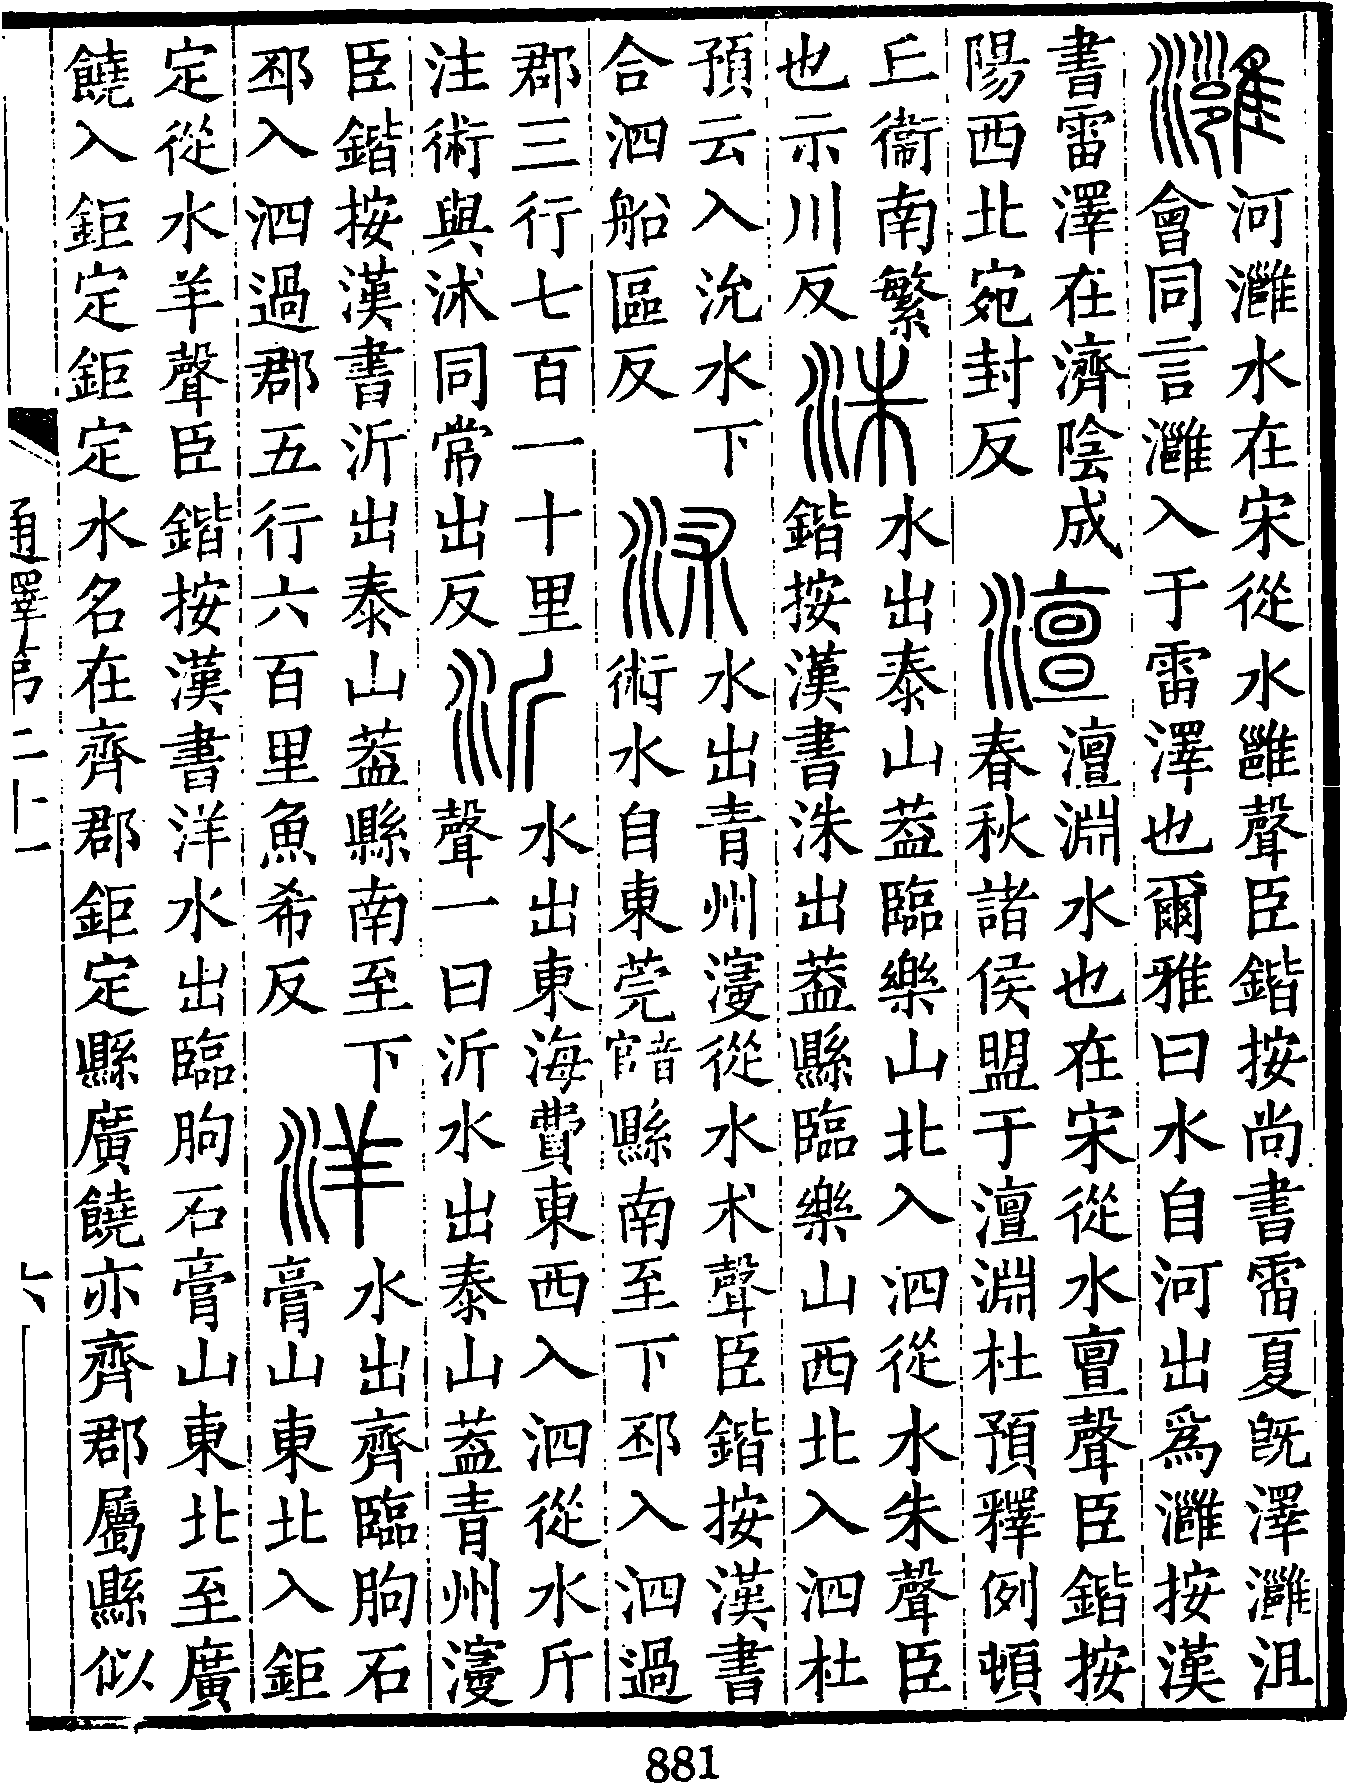 灉
河灉水在宋從水雝聲臣鍇按尚書雷夏旣澤灉沮
會同言灉入于雷澤也爾雅曰水自河出爲灉按漢
書雷澤在濟陰成
陽西北宛封反
澶
澶淵水也在宋從水亶聲臣鍇按
春秋諸侯盟于澶淵杜預釋例頓
丘衞南繁
也示川反
洙
水出泰山葢臨樂山北入泗從水朱聲臣
鍇按漢書洙出葢縣臨樂山西北入泗杜
預云入沇水下
合泗船區反
沭
水出青州濅從水术聲臣鍇按漢書
術水自東莞音官縣南至下邳入泗過
郡三行七百一十里
注術與沭同常出反
沂
水出東海費東西入泗從水斤
聲一曰沂水出泰山葢青州濅
臣鍇按漢書沂出泰山葢縣南至下
邳入泗過郡五行六百里魚希反
洋
水出齊臨朐石
膏山東北入鉅
定從水羊聲臣鍇按漢書洋水出臨朐石膏山東北至廣
饒入鉅定鉅定水名在齊郡鉅定縣廣饒亦齊郡屬縣似
通釋弟二十一
六
881